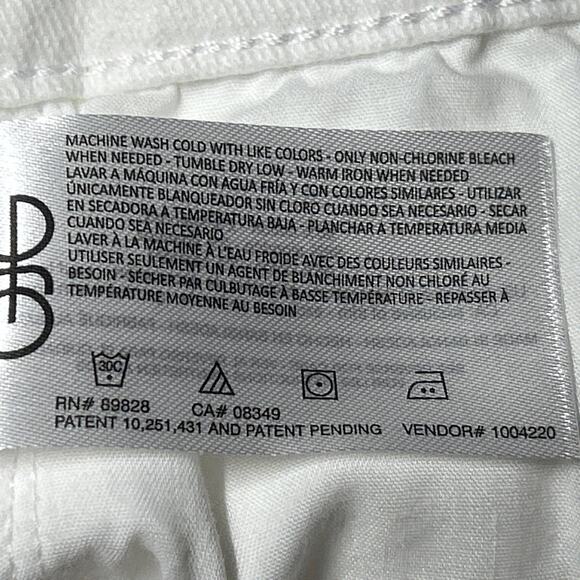 MACHINE WASH COLD WITH LIKE COLORS - ONLY NON-CHLORINE BLEACH
WHEN NEEDED - TUMBLE DRY LOW - WARM IRON WHEN NEEDED
LAVAR A MÁQUINA CON AGUA FRÍA Y CON COLORES SIMILARES - UTILIZAR
ÚNICAMENTE BLANQUEADOR SIN CLORO CUANDO SEA NECESARIO - SECAR
EN SECADORA A TEMPERATURA BAJA - PLANCHAR A TEMPERATURA MEDIA
CUANDO SEA NECESARIO
LAVER À LA MACHINE À L'EAU FROIDE AVEC DES COULEURS SIMILAIRES -
UTILISER SEULEMENT UN AGENT DE BLANCHIMENT NON CHLORÉ AU
BESOIN - SÉCHER PAR CULBUTAGE À BASSE TEMPÉRATURE - REPASSER À
TEMPÉRATURE MOYENNE AU BESOIN
30C
RN# 89828 CA# 08349
PATENT 10,251,431 AND PATENT PENDING VENDOR# 1004220